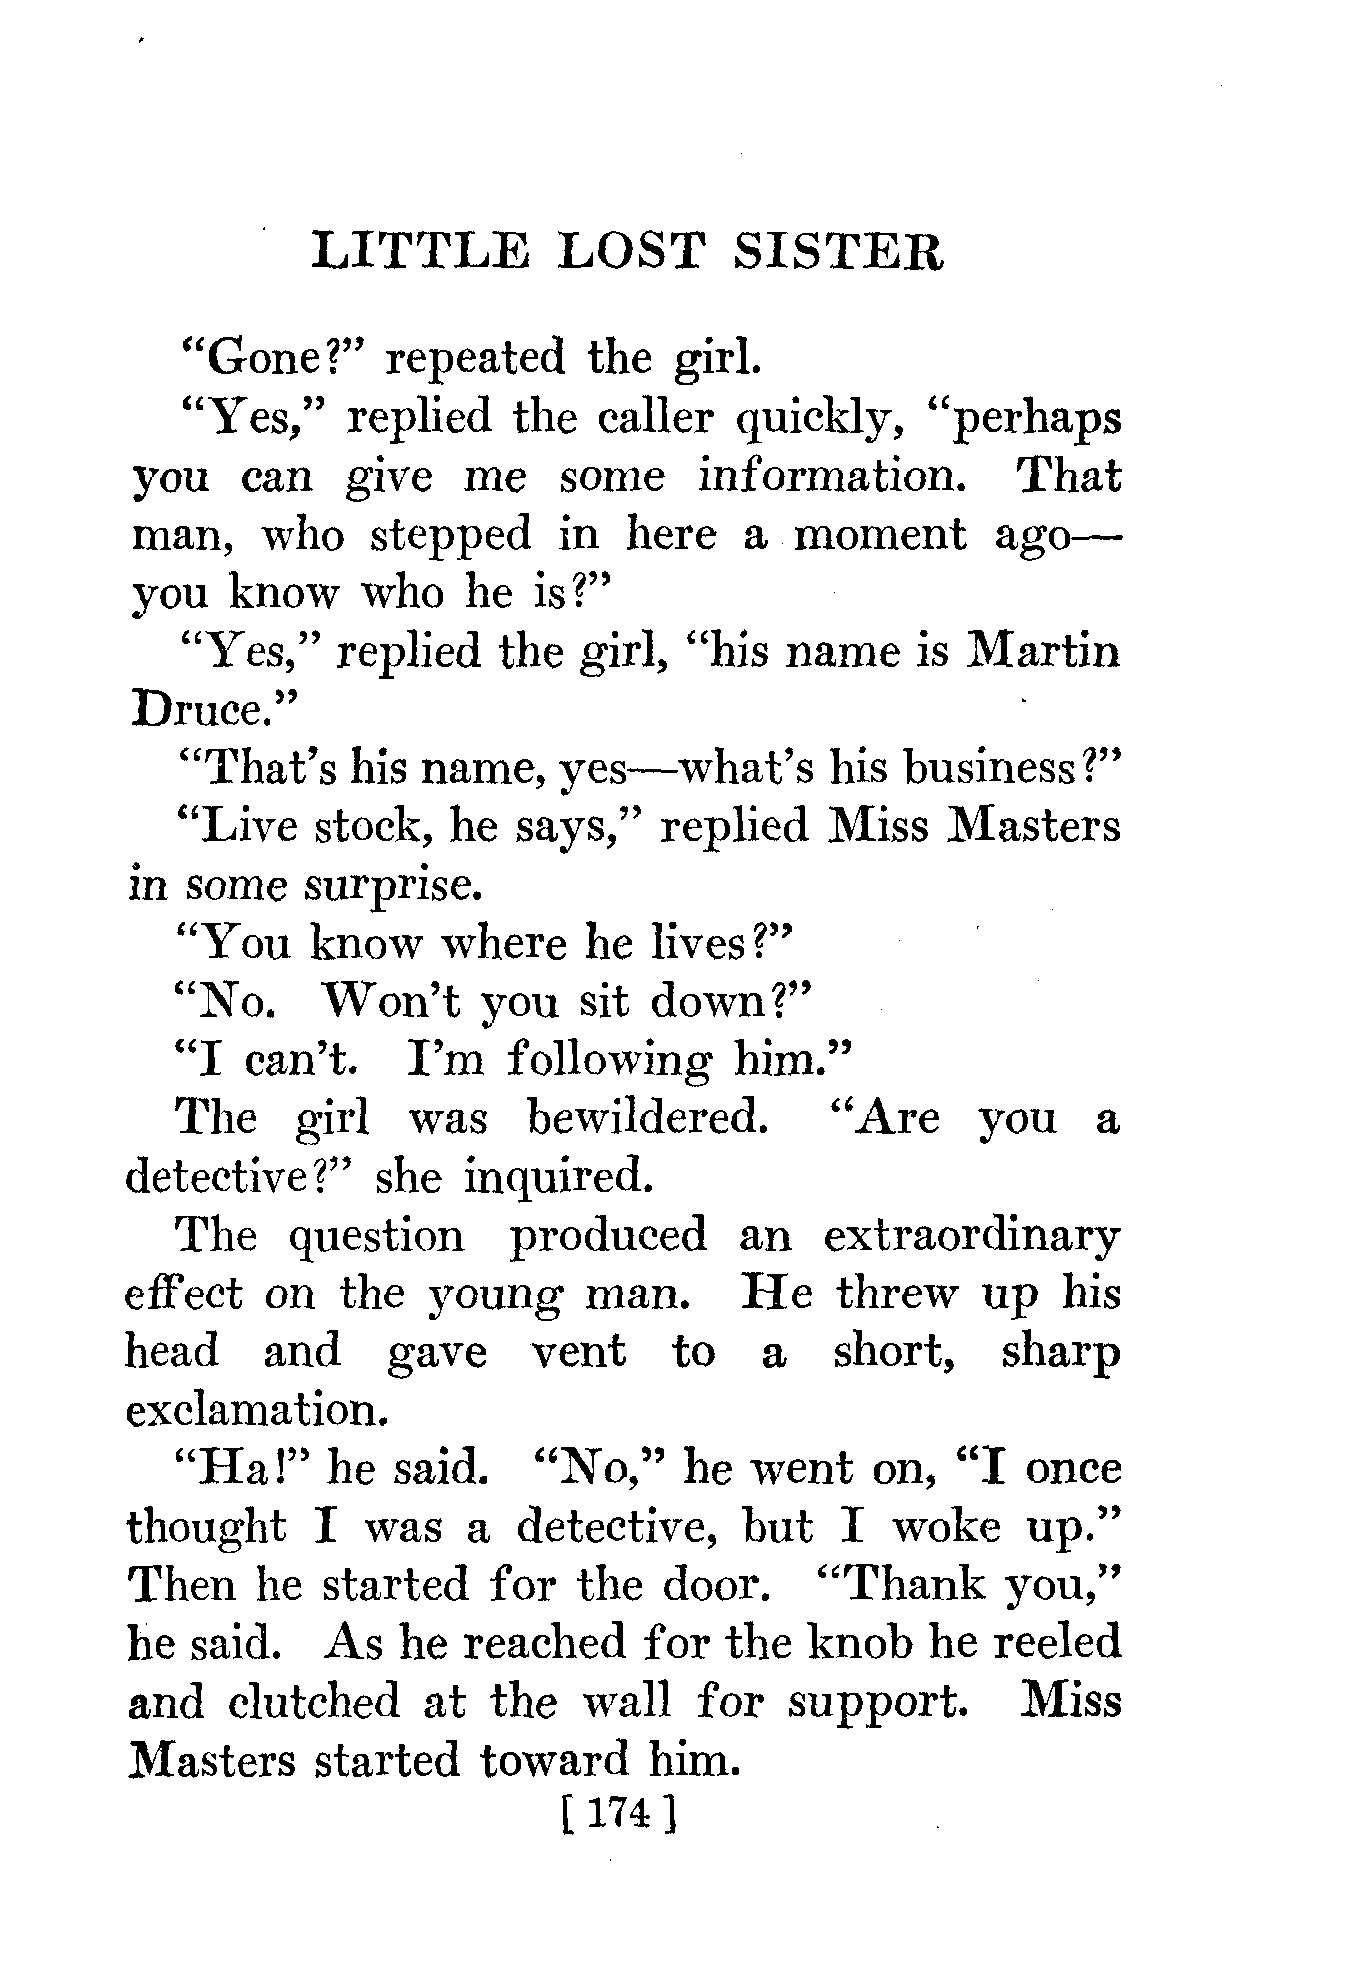 LITTLE LOST SISTER
“Gone?” repeated the girl.
“Yes,” replied the caller quickly, “perhaps
you can give me some information. That
man, who stepped in here a moment ago—
you know who he is?”
“Yes,” replied the girl, “his name is Martin
Druce.”
“That’s his name, yes—what’s his business?”
“Live stock, he says,” replied Miss Masters
in some surprise.
“You know where he lives?”
“No. Won’t you sit down?”
“I can’t. I’m following him.”
The girl was bewildered. “Are you a
detective?” she inquired.
The question produced an extraordinary
effect on the young man. He threw up his
head and gave vent to a short, sharp
exclamation.
“Ha!” he said. “No,” he went on, “I once
thought I was a detective, but I woke up.”
Then he started for the door. “Thank you,”
he said. As he reached for the knob he reeled
and clutched at the wall for support. Miss
Masters started toward him.
[ 174 ]